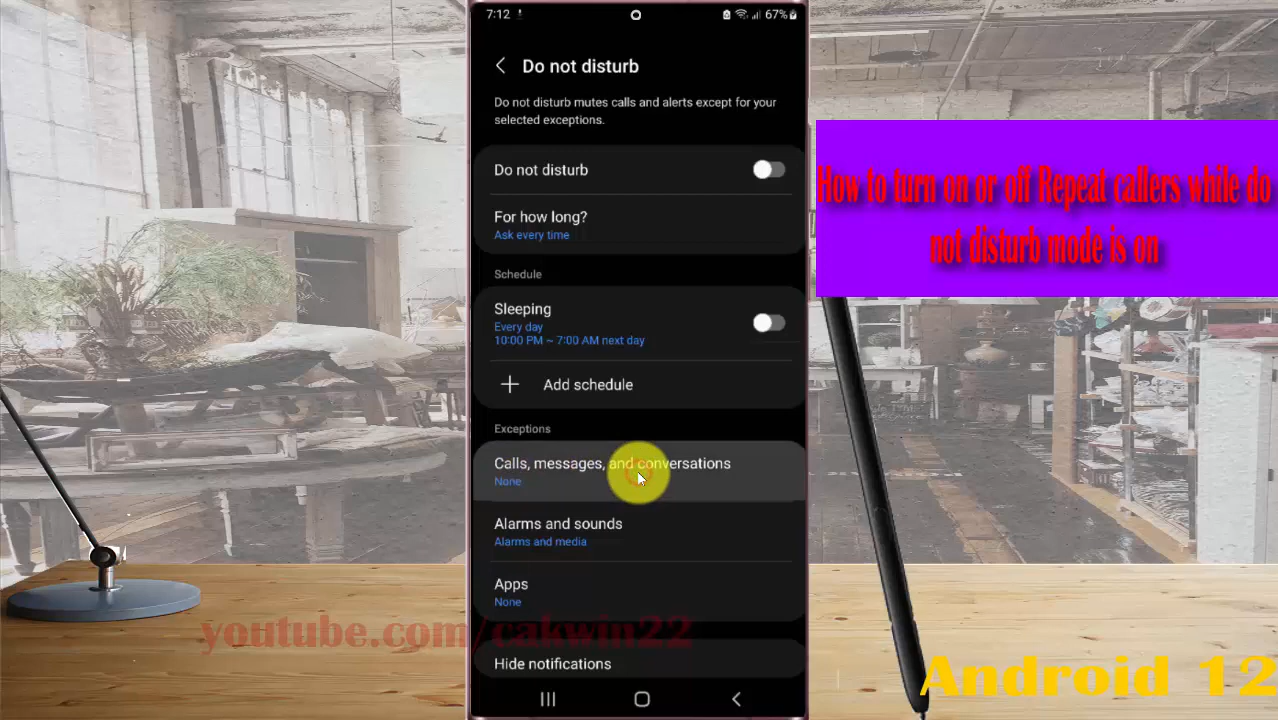 7:12
67%
Do not disturb
Do not disturb mutes calls and alerts except for your
selected exceptions.
Do not disturb
For how long?
Ask every time
Schedule
Sleeping
Every day
10:00 PM ~ 7:00 AM next day
Add schedule
Exceptions
Calls, messages, and conversations
None
Alarms and sounds
Alarms and media
Apps
None
Hide notifications
How to turn on or off Repeat callers while do
not disturb mode is on
youtube.com/cakwin22
Android 12